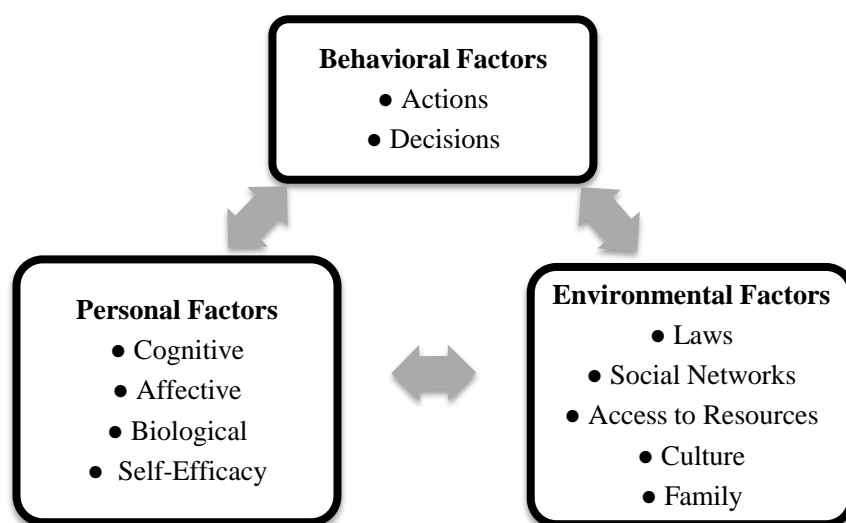 Behavioral Factors
● Actions
● Decisions
Personal Factors
● Cognitive
● Affective
● Biological
● Self-Efficacy
Environmental Factors
● Laws
● Social Networks
● Access to Resources
● Culture
● Family